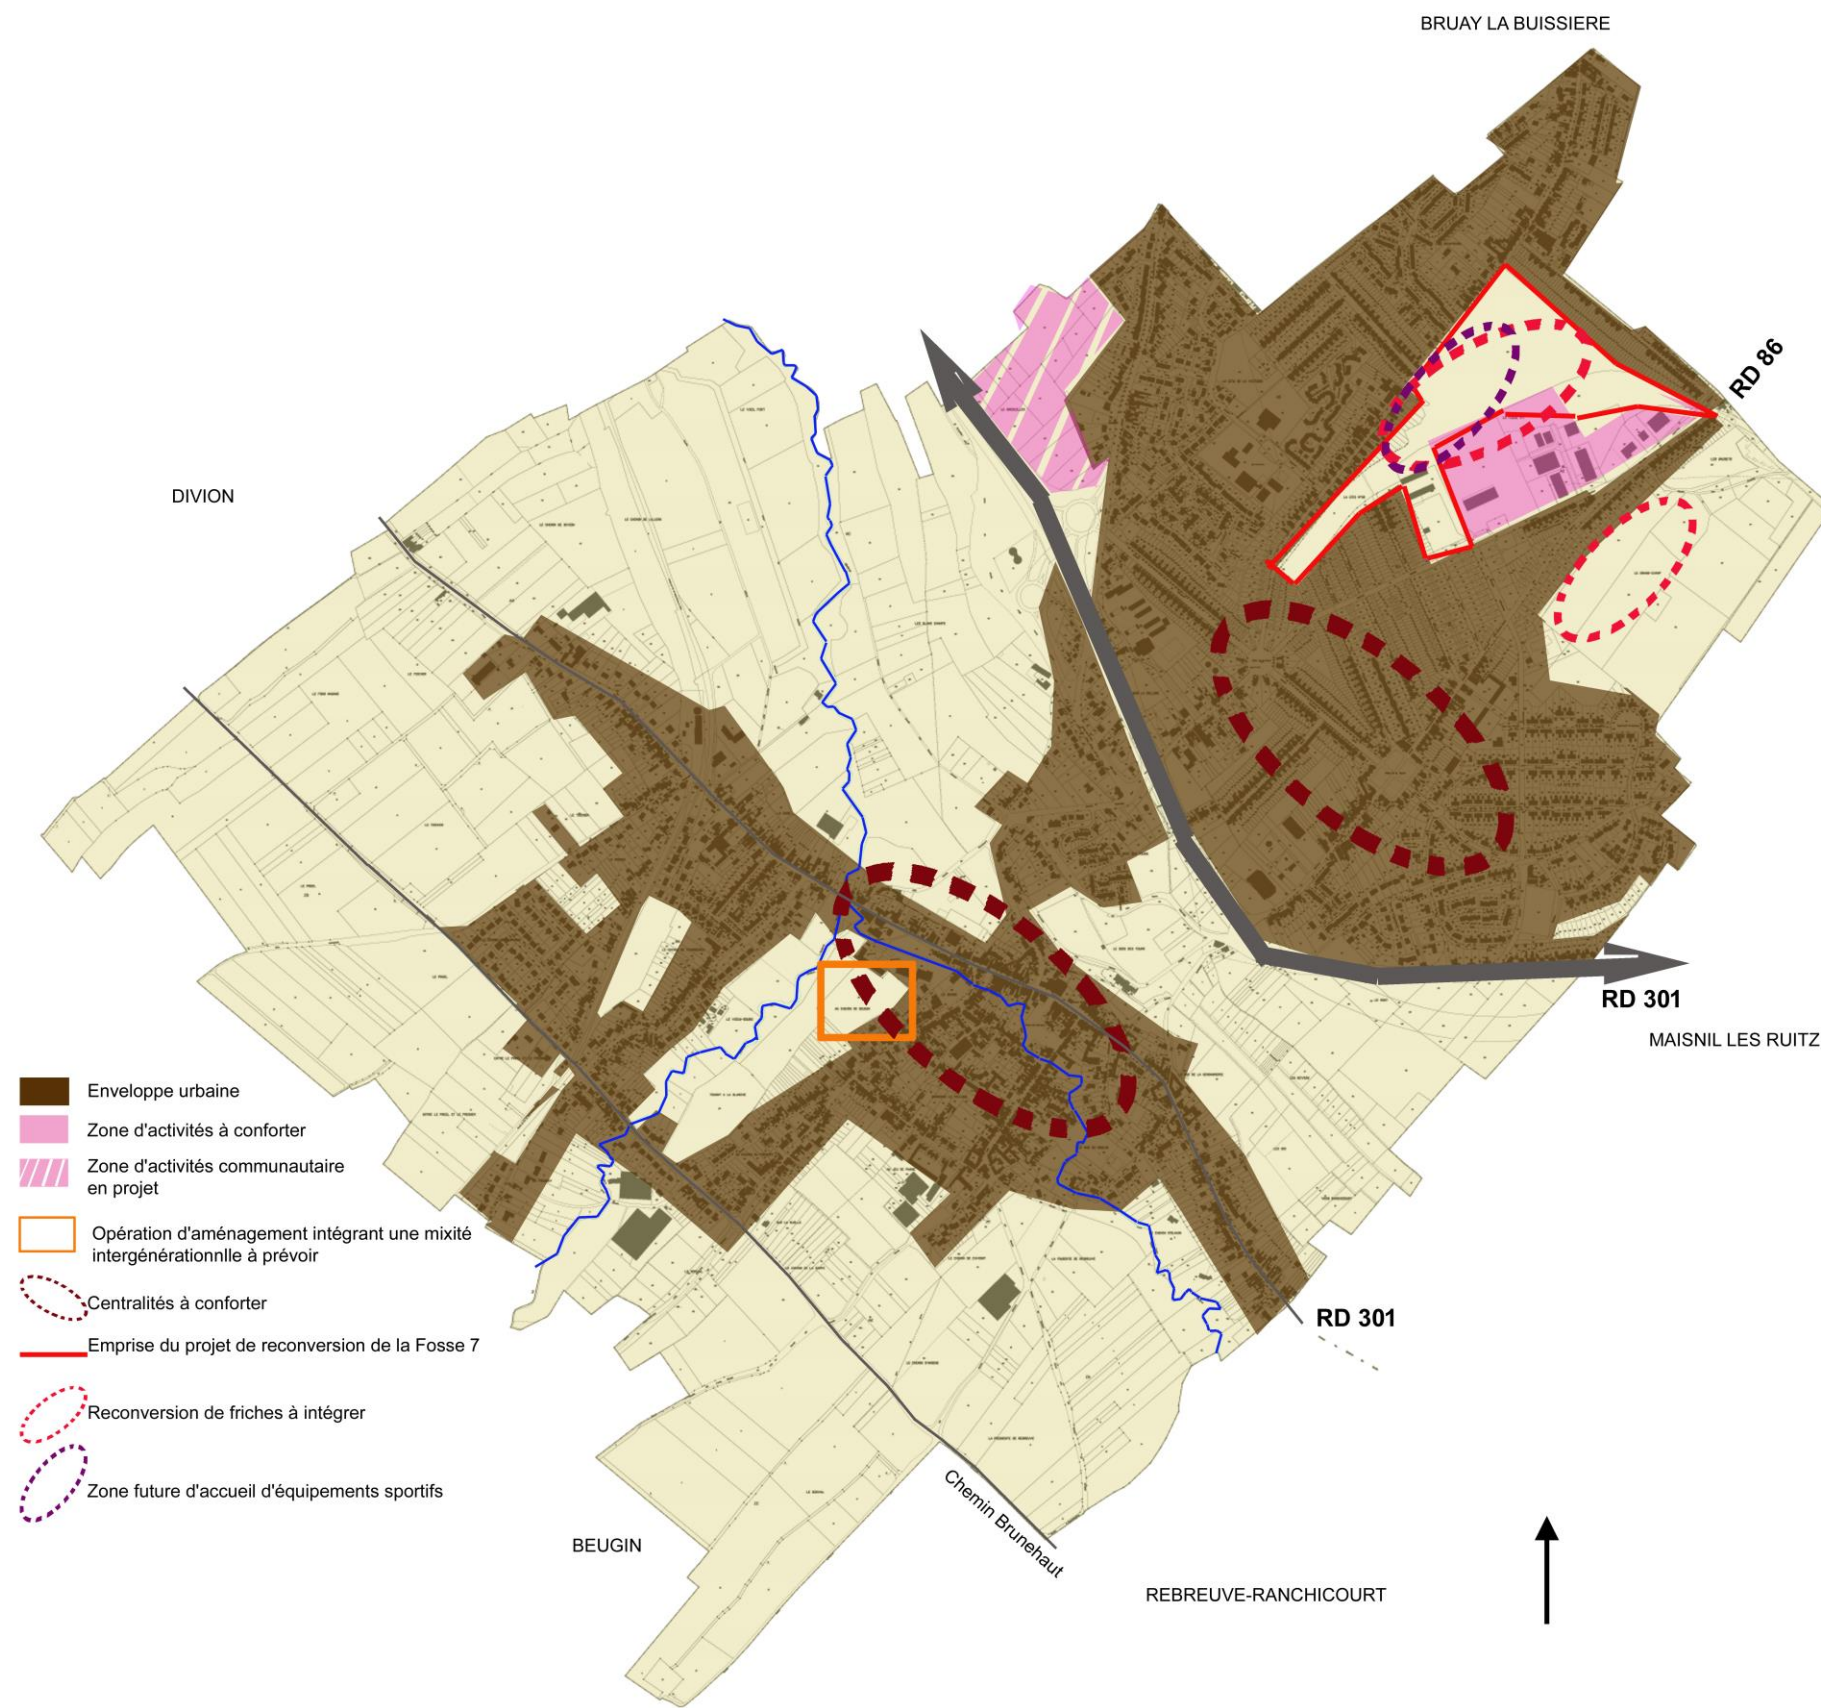 BRUAY LA BUISSIERE
RD 86
DIVION
RD 301
MAISNIL LES RUITZ
Enveloppe urbaine
Zone d'activités à conforter
Zone d'activités communautaire
en projet
Opération d'aménagement intégrant une mixité
intergénérationnlle à prévoir
Centralités à conforter
RD 301
Emprise du projet de reconversion de la Fosse 7
Reconversion de friches à intégrer
Zone future d'accueil d'équipements sportifs
Chemin Brunehaut
BEUGIN
REBREUVE-RANCHICOURT